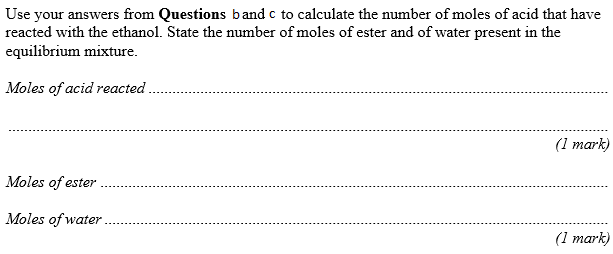 Use your answers from Questions b and c to calculate the number of moles of acid that have
reacted with the ethanol. State the number of moles of ester and of water present in the
equilibrium mixture.
Moles of acid reacted
(1 mark)
Moles of ester
Moles of water
(1 mark)